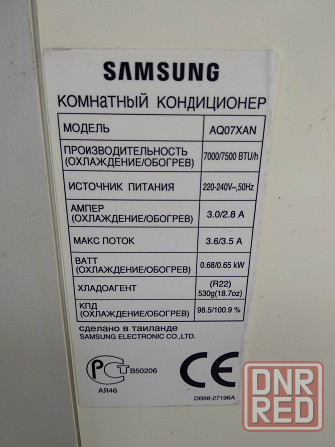 SAMSUNG
КОМНАТНЫЙ КОНДИЦИОНЕР
МОДЕЛЬ AQ07XAN
ПРОИЗВОДИТЕЛЬНОСТЬ
(ОХЛАЖДЕНИЕ/ОБОГРЕВ) 7000/7500 BTU/h
ИСТОЧНИК ПИТАНИЯ 220-240V~,50Hz
АМПЕР
(ОХЛАЖДЕНИЕ/ОБОГРЕВ) 3.0/2.8 A
МАКС ПОТОК 3.6/3.5 A
ВАТТ
(ОХЛАЖДЕНИЕ/ОБОГРЕВ) 0.68/0.65 kW
ХЛАДОАГЕНТ (R22)
530g(18.7oz)
КПД
(ОХЛАЖДЕНИЕ/ОБОГРЕВ) 98.5/100.9 %
сделано в таиланде
SAMSUNG ELECTRONIC CO.,LTD.
РСТ B50206
АЯ46
CE
DB98-27196A
DNR
RED